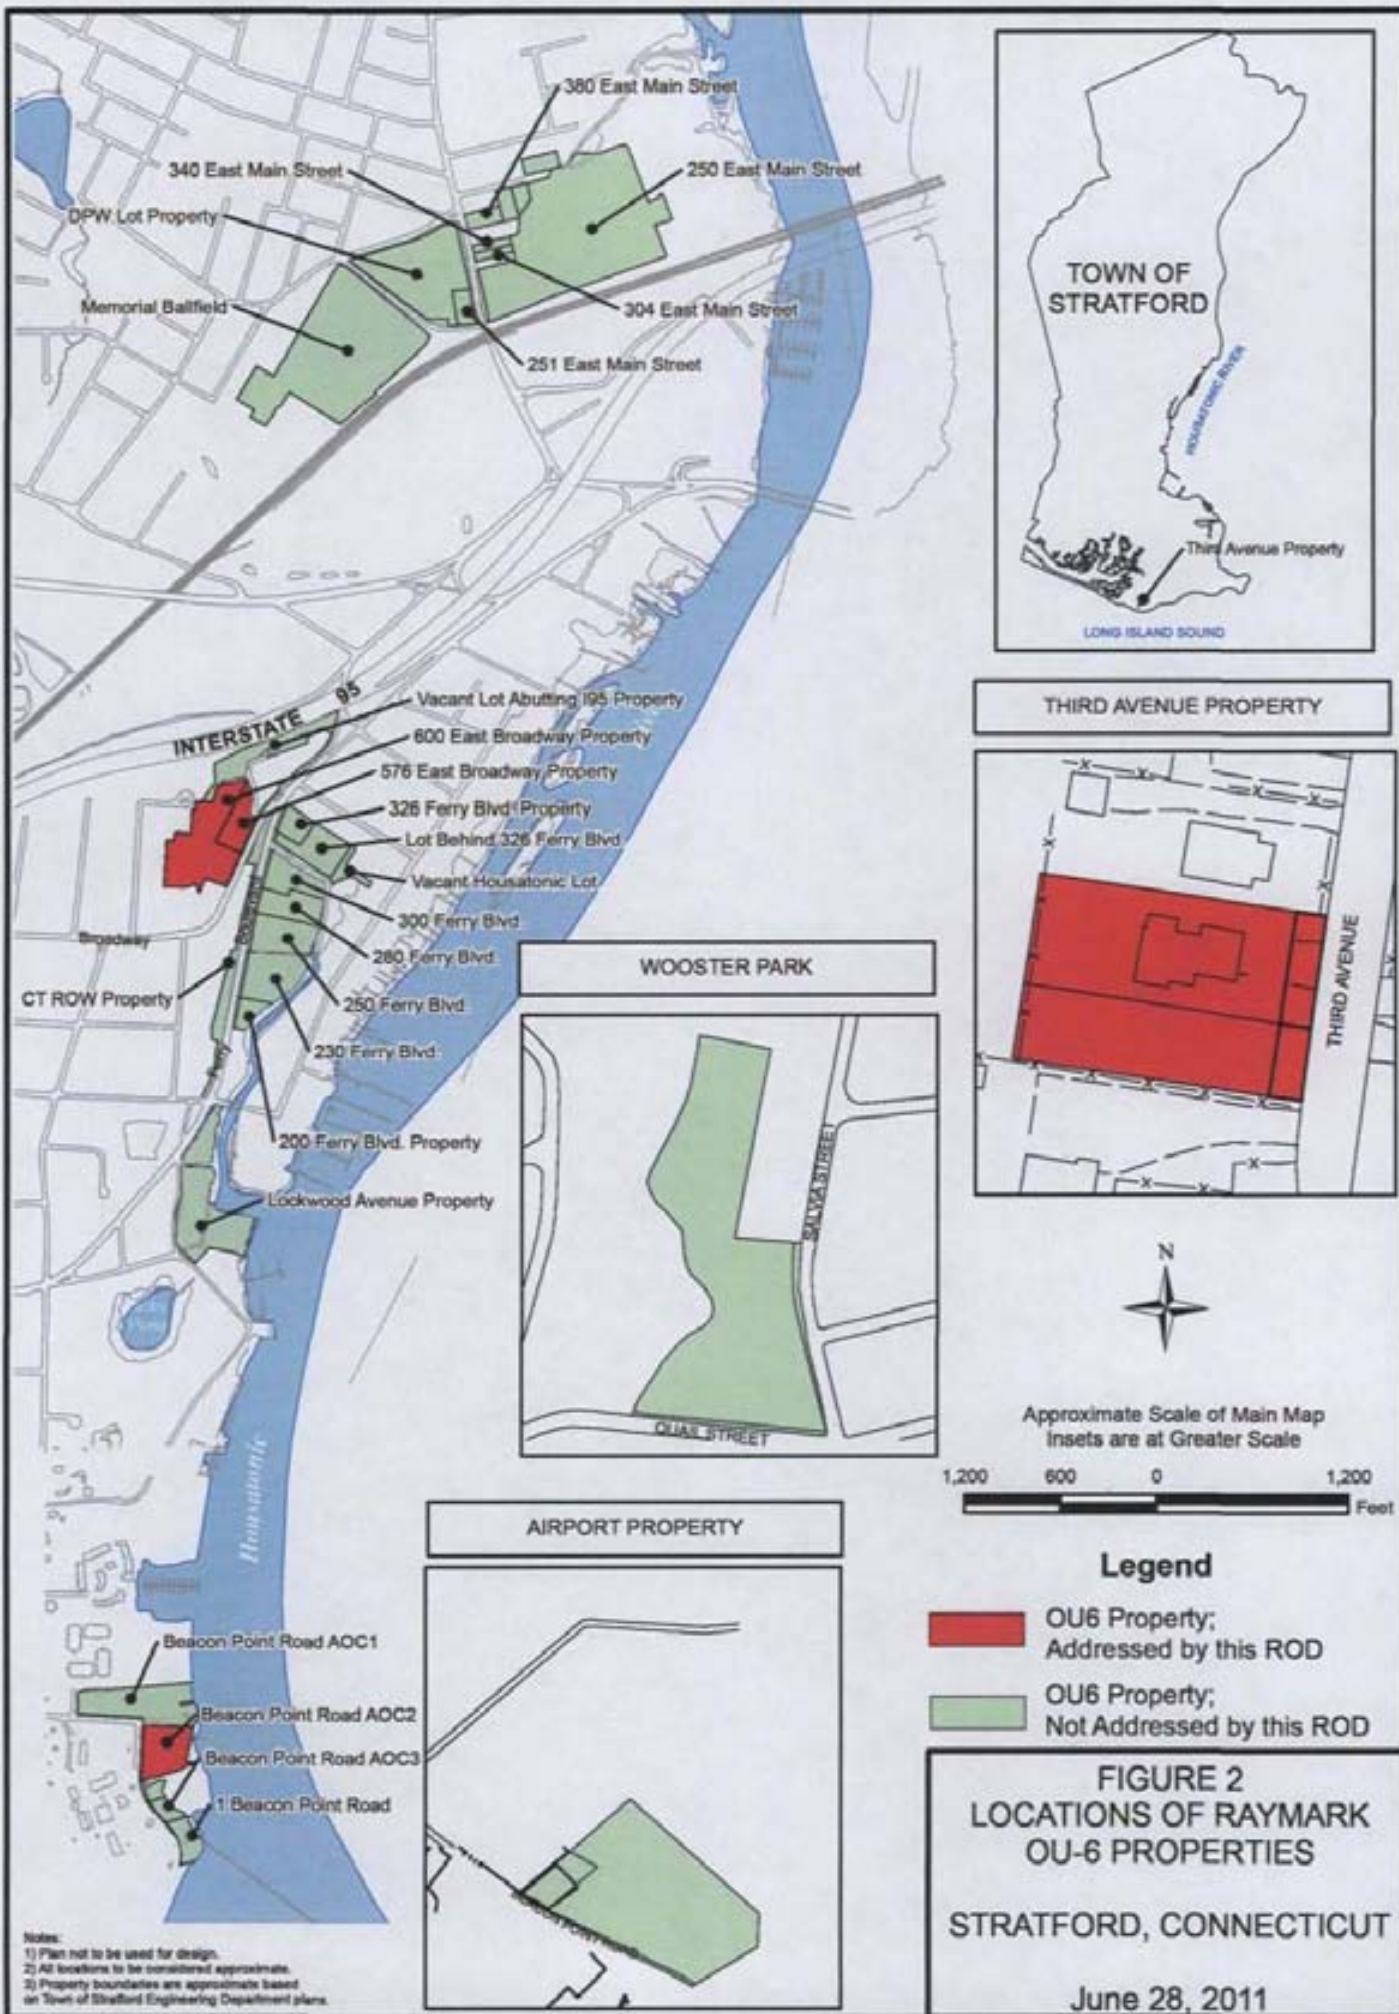 380 East Main Street
340 East Main Street
250 East Main Street
DPW Lot Property
Memorial Ballfield
304 East Main Street
251 East Main Street
TOWN OF
STRATFORD
HOUSATONIC RIVER
Third Avenue Property
LONG ISLAND SOUND
INTERSTATE 95
Vacant Lot Abutting I95 Property
600 East Broadway Property
576 East Broadway Property
326 Ferry Blvd. Property
Lot Behind 326 Ferry Blvd.
Vacant Housatonic Lot
300 Ferry Blvd.
280 Ferry Blvd.
Broadway
CT ROW Property
250 Ferry Blvd.
230 Ferry Blvd.
Ferry
200 Ferry Blvd. Property
Lockwood Avenue Property
Housatonic
Beacon Point Road AOC1
Beacon Point Road AOC2
Beacon Point Road AOC3
1 Beacon Point Road
THIRD AVENUE PROPERTY
THIRD AVENUE
WOOSTER PARK
SALVIA STREET
QUAIL STREET
N
Approximate Scale of Main Map
Insets are at Greater Scale
1,200 600 0 1,200
Feet
AIRPORT PROPERTY
Legend
OU6 Property;
Addressed by this ROD
OU6 Property;
Not Addressed by this ROD
FIGURE 2
LOCATIONS OF RAYMARK
OU-6 PROPERTIES
STRATFORD, CONNECTICUT
June 28, 2011
Notes:
1) Plan not to be used for design.
2) All locations to be considered approximate.
3) Property boundaries are approximate based
on Town of Stratford Engineering Department plans.